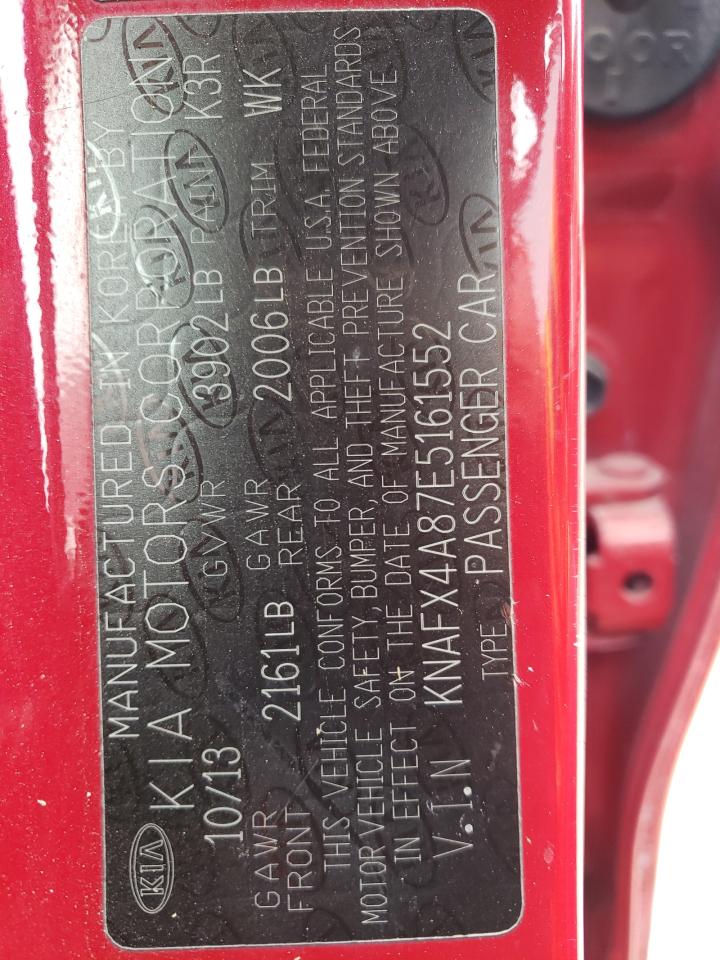 MANUFACTURED IN KOREA BY
KIA KIA MOTORS CORPORATION
10/13 GVWR 3902LB PAINT K3R
GAWR FRONT 2161LB GAWR REAR 2006LB TRIM WK
THIS VEHICLE CONFORMS TO ALL APPLICABLE U.S.A. FEDERAL
MOTOR VEHICLE SAFETY, BUMPER, AND THEFT PREVENTION STANDARDS
IN EFFECT ON THE DATE OF MANUFACTURE SHOWN ABOVE
V.I.N KNAFX4A87E5161552
TYPE PASSENGER CAR
OOR